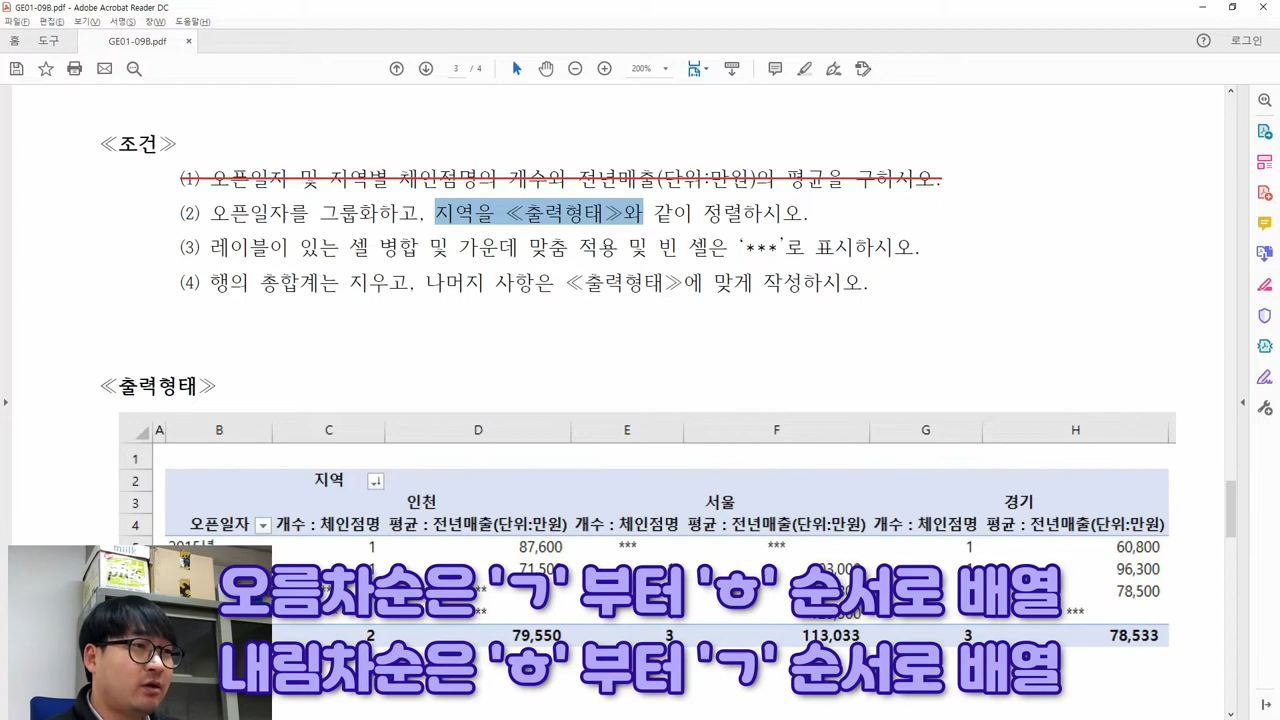 GE01-09B.pdf - Adobe Acrobat Reader DC
파일(F) 편집(E) 보기(V) 서명(S) 창(W) 도움말(H)
홈 도구 GE01-09B.pdf × 로그인
3 / 4 200%
≪조건≫
(1) 오픈일자 및 지역별 체인점명의 개수와 전년매출(단위:만원)의 평균을 구하시오.
(2) 오픈일자를 그룹화하고, 지역을 ≪출력형태≫와 같이 정렬하시오.
(3) 레이블이 있는 셀 병합 및 가운데 맞춤 적용 및 빈 셀은 ‘***’로 표시하시오.
(4) 행의 총합계는 지우고, 나머지 사항은 ≪출력형태≫에 맞게 작성하시오.
≪출력형태≫
A B C D E F G H
1
2 지역
3 인천 서울 경기
4 오픈일자 개수 : 체인점명 평균 : 전년매출(단위:만원) 개수 : 체인점명 평균 : 전년매출(단위:만원) 개수 : 체인점명 평균 : 전년매출(단위:만원)
1 87,600 *** *** 1 60,800
96,300
78,500
***
2 79,550 3 113,033 3 78,533
오름차순은 'ㄱ' 부터 'ㅎ' 순서로 배열
내림차순은 'ㅎ' 부터 'ㄱ' 순서로 배열